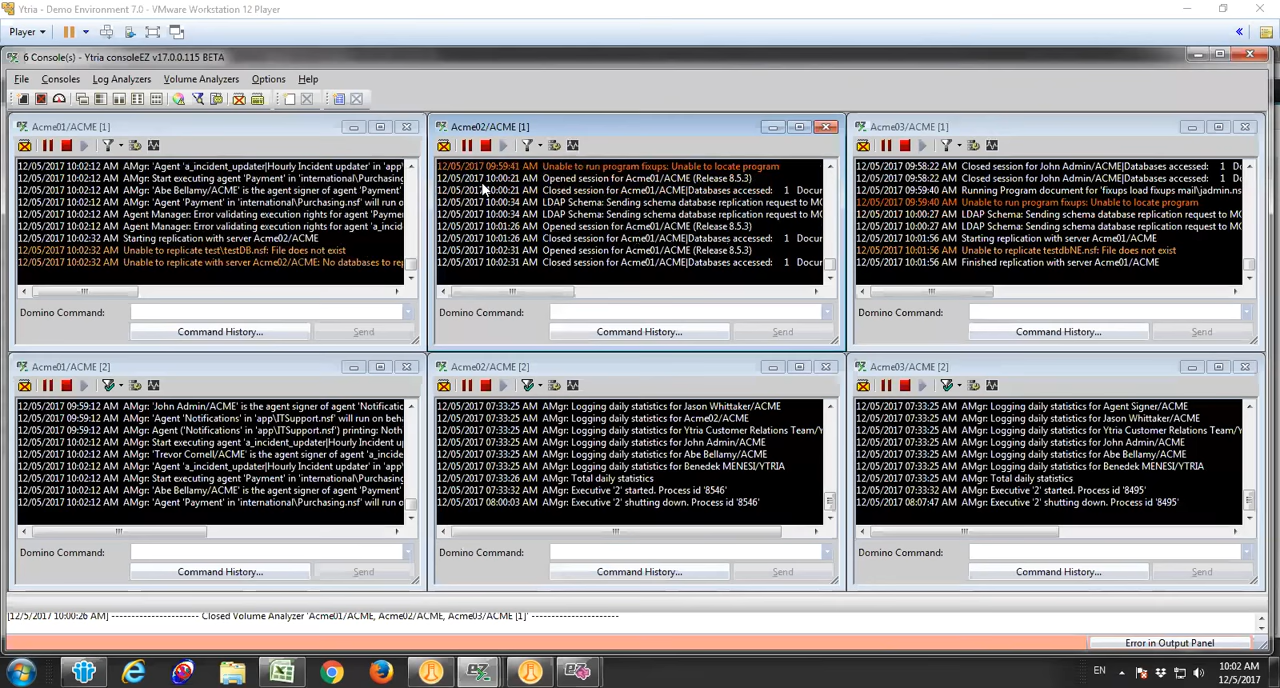 Ytria - Demo Environment 7.0 - VMware Workstation 12 Player
Player
6 Console(s) - Ytria consoleEZ v17.0.0.115 BETA
File Consoles Log Analyzers Volume Analyzers Options Help
Acme01/ACME [1]
12/05/2017 10:02:12 AM AMgr: Agent 'a_incident_updater|Hourly Incident updater' in 'app\
12/05/2017 10:02:12 AM AMgr: Start executing agent 'Payment' in 'international\Purchasing
12/05/2017 10:02:12 AM AMgr: 'Abe Bellamy/ACME' is the agent signer of agent 'Payment'
12/05/2017 10:02:12 AM AMgr: 'Agent 'Payment' in 'international\Purchasing.nsf' will run o
12/05/2017 10:02:12 AM Agent Manager: Error validating execution rights for agent 'Paym
12/05/2017 10:02:12 AM Agent Manager: Error validating execution rights for agent 'a_inci
12/05/2017 10:02:32 AM Starting replication with server Acme02/ACME
12/05/2017 10:02:32 AM Unable to replicate test\testDB.nsf: File does not exist
12/05/2017 10:02:32 AM Unable to replicate with server Acme02/ACME: No databases to rep
Domino Command:
Command History... Send
Acme02/ACME [1]
12/05/2017 09:59:41 AM Unable to run program fixups: Unable to locate program
12/05/2017 10:00:21 AM Opened session for Acme01/ACME (Release 8.5.3)
12/05/2017 10:00:21 AM Closed session for Acme01/ACME|Databases accessed: 1 Docur
12/05/2017 10:00:34 AM LDAP Schema: Sending schema database replication request to MC
12/05/2017 10:00:34 AM LDAP Schema: Sending schema database replication request to MC
12/05/2017 10:01:26 AM Opened session for Acme01/ACME (Release 8.5.3)
12/05/2017 10:01:26 AM Closed session for Acme01/ACME|Databases accessed: 1 Docur
12/05/2017 10:02:31 AM Opened session for Acme01/ACME (Release 8.5.3)
12/05/2017 10:02:31 AM Closed session for Acme01/ACME|Databases accessed: 1 Docur
Domino Command:
Command History... Send
Acme03/ACME [1]
12/05/2017 09:58:22 AM Closed session for John Admin/ACME|Databases accessed: 1 Do
12/05/2017 09:58:22 AM Closed session for John Admin/ACME|Databases accessed: 1 Do
12/05/2017 09:59:40 AM Running Program document for 'fixups load fixups mail\jadmin.ns
12/05/2017 09:59:40 AM Unable to run program fixups: Unable to locate program
12/05/2017 10:00:27 AM LDAP Schema: Sending schema database replication request to MC
12/05/2017 10:00:27 AM LDAP Schema: Sending schema database replication request to MC
12/05/2017 10:01:56 AM Starting replication with server Acme01/ACME
12/05/2017 10:01:56 AM Unable to replicate testdbNE.nsf: File does not exist
12/05/2017 10:01:56 AM Finished replication with server Acme01/ACME
Domino Command:
Command History... Send
Acme01/ACME [2]
12/05/2017 09:59:12 AM AMgr: 'John Admin/ACME' is the agent signer of agent 'Notificatic
12/05/2017 09:59:12 AM AMgr: 'Agent 'Notifications' in 'app\ITSupport.nsf' will run on beha
12/05/2017 09:59:12 AM AMgr: Agent ('Notifications' in 'app\ITSupport.nsf') printing: Noth
12/05/2017 10:02:12 AM AMgr: Start executing agent 'a_incident_updater|Hourly Incident
12/05/2017 10:02:12 AM AMgr: 'Trevor Cornell/ACME' is the agent signer of agent 'a_incide
12/05/2017 10:02:12 AM AMgr: Agent 'a_incident_updater|Hourly Incident updater' in 'app\
12/05/2017 10:02:12 AM AMgr: Start executing agent 'Payment' in 'international\Purchasing
12/05/2017 10:02:12 AM AMgr: 'Abe Bellamy/ACME' is the agent signer of agent 'Payment'
12/05/2017 10:02:12 AM AMgr: 'Agent 'Payment' in 'international\Purchasing.nsf' will run o
Domino Command:
Command History... Send
Acme02/ACME [2]
12/05/2017 07:33:25 AM AMgr: Logging daily statistics for Jason Whittaker/ACME
12/05/2017 07:33:25 AM AMgr: Logging daily statistics for Acme02/ACME
12/05/2017 07:33:25 AM AMgr: Logging daily statistics for Ytria Customer Relations Team/Y
12/05/2017 07:33:25 AM AMgr: Logging daily statistics for John Admin/ACME
12/05/2017 07:33:25 AM AMgr: Logging daily statistics for Abe Bellamy/ACME
12/05/2017 07:33:25 AM AMgr: Logging daily statistics for Benedek MENESI/YTRIA
12/05/2017 07:33:26 AM AMgr: Total daily statistics
12/05/2017 07:33:32 AM AMgr: Executive '2' started. Process id '8546'
12/05/2017 08:00:03 AM AMgr: Executive '2' shutting down. Process id '8546'
Domino Command:
Command History... Send
Acme03/ACME [2]
12/05/2017 07:33:25 AM AMgr: Logging daily statistics for Agent Signer/ACME
12/05/2017 07:33:25 AM AMgr: Logging daily statistics for Jason Whittaker/ACME
12/05/2017 07:33:25 AM AMgr: Logging daily statistics for Ytria Customer Relations Team/Y
12/05/2017 07:33:25 AM AMgr: Logging daily statistics for John Admin/ACME
12/05/2017 07:33:25 AM AMgr: Logging daily statistics for Abe Bellamy/ACME
12/05/2017 07:33:25 AM AMgr: Logging daily statistics for Benedek MENESI/YTRIA
12/05/2017 07:33:25 AM AMgr: Total daily statistics
12/05/2017 07:33:32 AM AMgr: Executive '2' started. Process id '8495'
12/05/2017 08:07:47 AM AMgr: Executive '2' shutting down. Process id '8495'
Domino Command:
Command History... Send
[12/5/2017 10:00:26 AM] ---------------------- Closed Volume Analyzer 'Acme01/ACME, Acme02/ACME, Acme03/ACME [1]' ----------------------
Error in Output Panel
EN
10:02 AM
12/5/2017